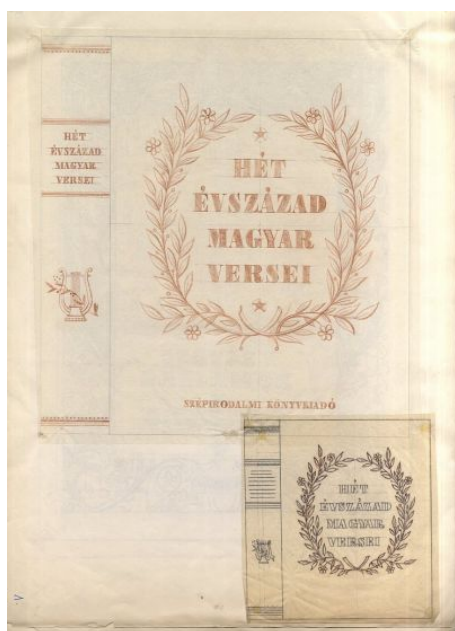 HÉT
ÉVSZÁZAD
MAGYAR
VERSEI
HÉT
ÉVSZÁZAD
MAGYAR
VERSEI
SZÉPIRODALMI KÖNYVKIADÓ
HÉT
ÉVSZÁZAD
MAGYAR
VERSEI
V.